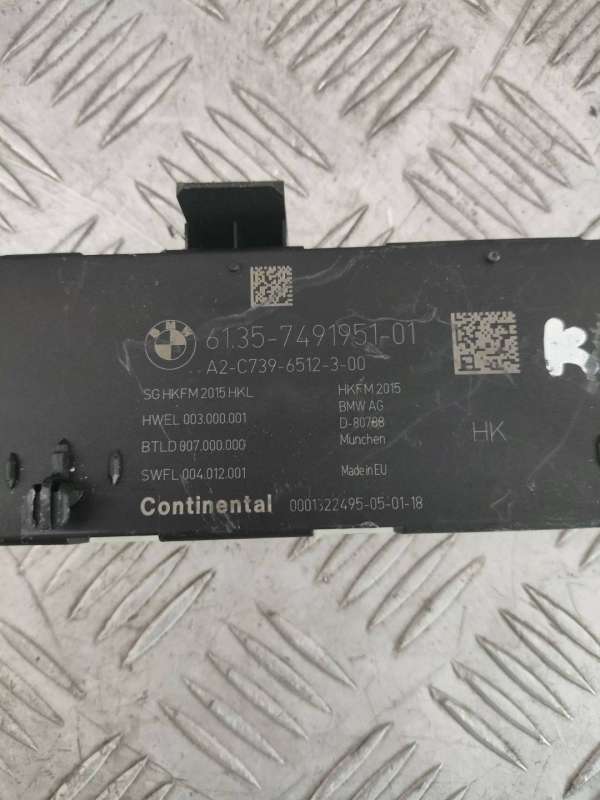 BMW
61.35-7491951-01
A2-C739-6512-3-00
SG HKFM 2015 HKL
HWEL 003.000.001
BTLD 007.000.000
SWFL 004.012.001
HKFM 2015
BMW AG
D-80788
München
Made in EU
HK
Continental 0001322495-05-01-18